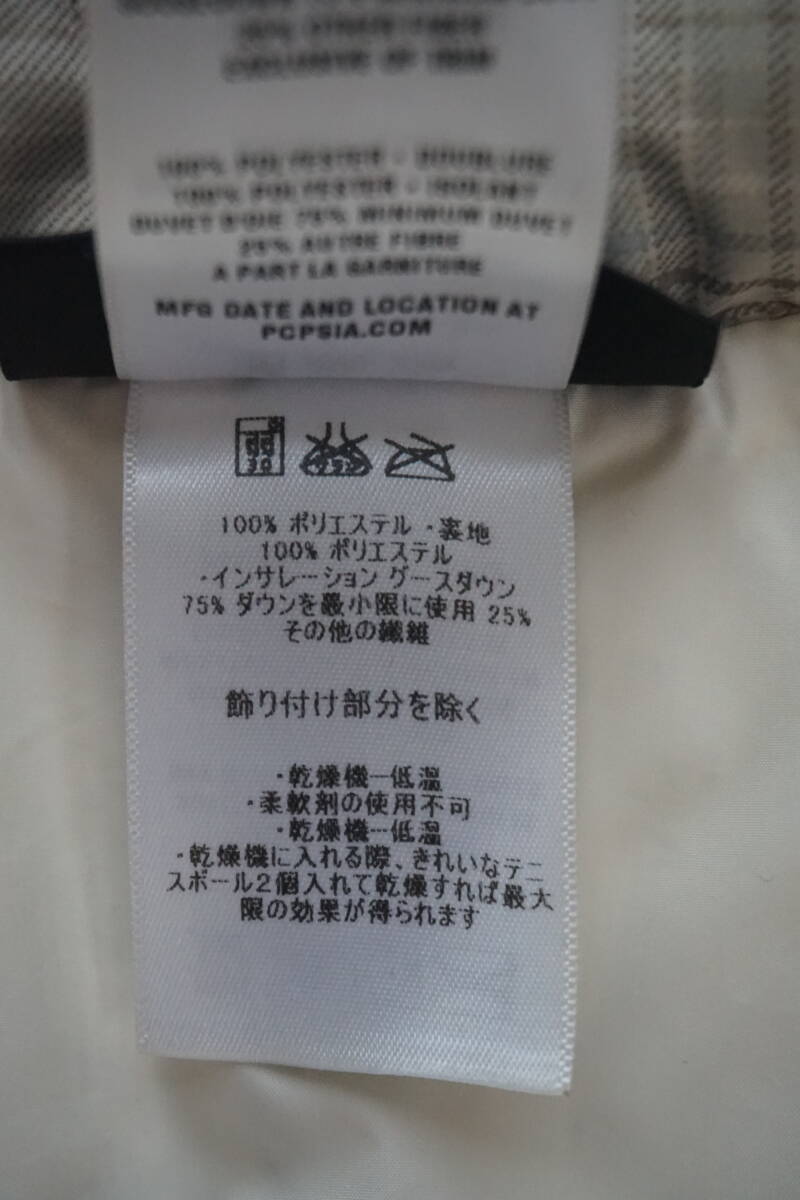 EXCLUSIVE OF TRIM
100% POLYESTER - DOUBLURE
100% POLYESTER - ISOLANT
DUVET D'OIE 75% MINIMUM DUVET
25% AUTRE FIBRE
A PART LA GARNITURE
MFG DATE AND LOCATION AT
PCPSIA.COM
30
100% ポリエステル ・裏地
100% ポリエステル
・インサレーション グースダウン
75% ダウンを最小限に使用 25%
その他の繊維
飾り付け部分を除く
・乾燥機―低温
・柔軟剤の使用不可
・乾燥機―低温
・乾燥機に入れる際、きれいなテニ
スボール2個入れて乾燥すれば最大
限の効果が得られます